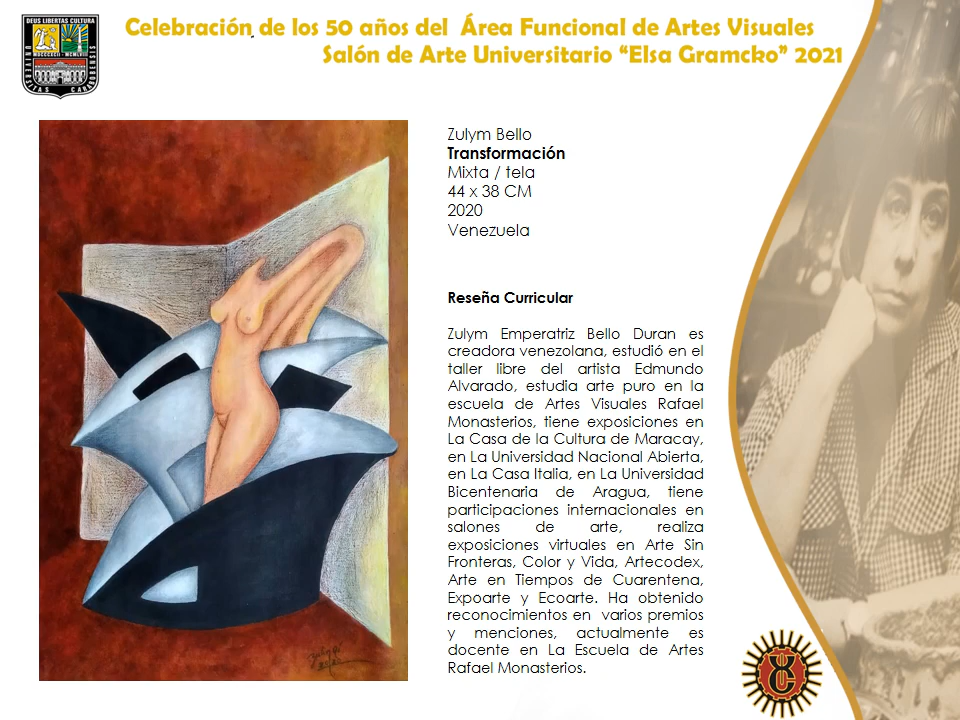 Celebración de los 50 años del Área Funcional de Artes Visuales
Salón de Arte Universitario “Elsa Gramcko” 2021
DEUS LIBERTAS CULTURA
UNIVERSITAS CARABOBENSIS
Zulym Bello
Transformación
Mixta / tela
44 x 38 CM
2020
Venezuela
Reseña Curricular
Zulym Emperatriz Bello Duran es
creadora venezolana, estudió en el
taller libre del artista Edmundo
Alvarado, estudia arte puro en la
escuela de Artes Visuales Rafael
Monasterios, tiene exposiciones en
La Casa de la Cultura de Maracay,
en La Universidad Nacional Abierta,
en La Casa Italia, en La Universidad
Bicentenaria de Aragua, tiene
participaciones internacionales en
salones de arte, realiza
exposiciones virtuales en Arte Sin
Fronteras, Color y Vida, Artecodex,
Arte en Tiempos de Cuarentena,
Expoarte y Ecoarte. Ha obtenido
reconocimientos en varios premios
y menciones, actualmente es
docente en La Escuela de Artes
Rafael Monasterios.